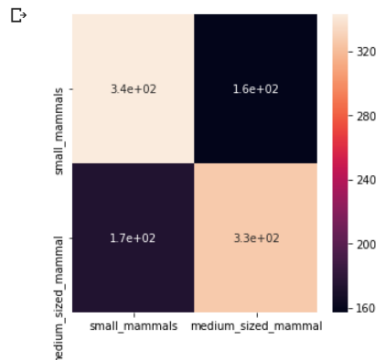 3.4e+02
1.6e+02
1.7e+02
3.3e+02
small_mammals
edium_sized_mammal
small_mammals
medium_sized_mammal
320
280
240
200
160